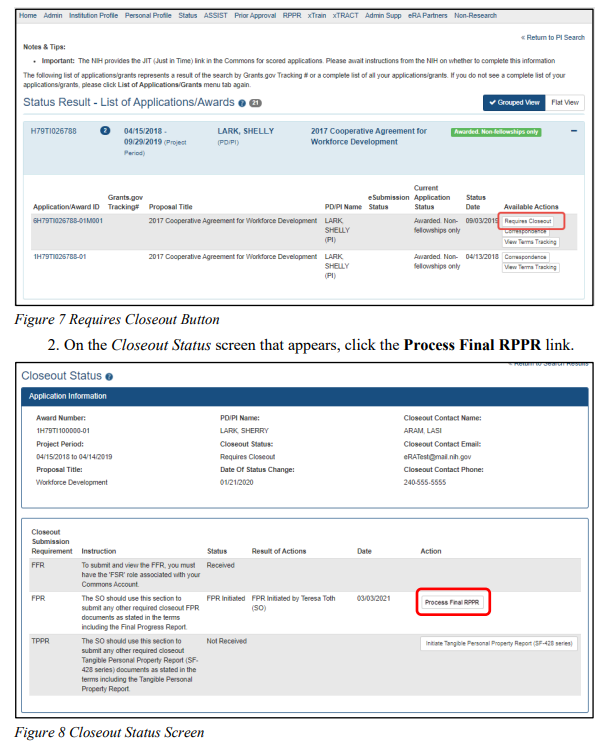 Home Admin Institution Profile Personal Profile Status ASSIST Prior Approval RPPR xTrain xTRACT Admin Supp eRA Partners Non-Research
« Return to PI Search
Notes & Tips:
• Important: The NIH provides the JIT (Just in Time) link in the Commons for scored applications. Please await instructions from the NIH on whether to complete this information
The following list of applications/grants represents a result of the search by Grants.gov Tracking # or a complete list of all your applications/grants. If you do not see a complete list of your
applications/grants, please click List of Applications/Grants menu tab again.
Status Result - List of Applications/Awards ? 21
✔ Grouped View Flat View
H79TI026788 2 04/15/2018 - LARK, SHELLY 2017 Cooperative Agreement for Awarded. Non-fellowships only −
09/29/2019 (Project (PD/PI) Workforce Development
Period)
Current
Grants.gov eSubmission Application Status
Application/Award ID Tracking# Proposal Title PD/PI Name Status Status Date Available Actions
6H79TI026788-01M001 2017 Cooperative Agreement for Workforce Development LARK, Awarded. Non- 09/03/2019 Requires Closeout
SHELLY fellowships only Correspondence
(PI) View Terms Tracking
1H79TI026788-01 2017 Cooperative Agreement for Workforce Development LARK, Awarded. Non- 04/13/2018 Correspondence
SHELLY fellowships only View Terms Tracking
(PI)
Figure 7 Requires Closeout Button
2. On the Closeout Status screen that appears, click the Process Final RPPR link.
« Return to Search Results
Closeout Status ?
Application Information
Award Number: PD/PI Name: Closeout Contact Name:
1H79TI100000-01 LARK, SHERRY ARAM, LASI
Project Period: Closeout Status: Closeout Contact Email:
04/15/2018 to 04/14/2019 Requires Closeout eRATest@mail.nih.gov
Proposal Title: Date Of Status Change: Closeout Contact Phone:
Workforce Development 01/21/2020 240-555-5555
Closeout
Submission
Requirement Instruction Status Result of Actions Date Action
FFR To submit and view the FFR, you must Received
have the 'FSR' role associated with your
Commons Account.
FPR The SO should use this section to FPR Initiated FPR Initiated by Teresa Toth 03/03/2021 Process Final RPPR
submit any other required closeout FPR (SO)
documents as stated in the terms
including the Final Progress Report.
TPPR The SO should use this section to Not Received Initiate Tangible Personal Property Report (SF-428 series)
submit any other required closeout
Tangible Personal Property Report (SF-
428 series) documents as stated in the
terms including the Tangible Personal
Property Report.
Figure 8 Closeout Status Screen